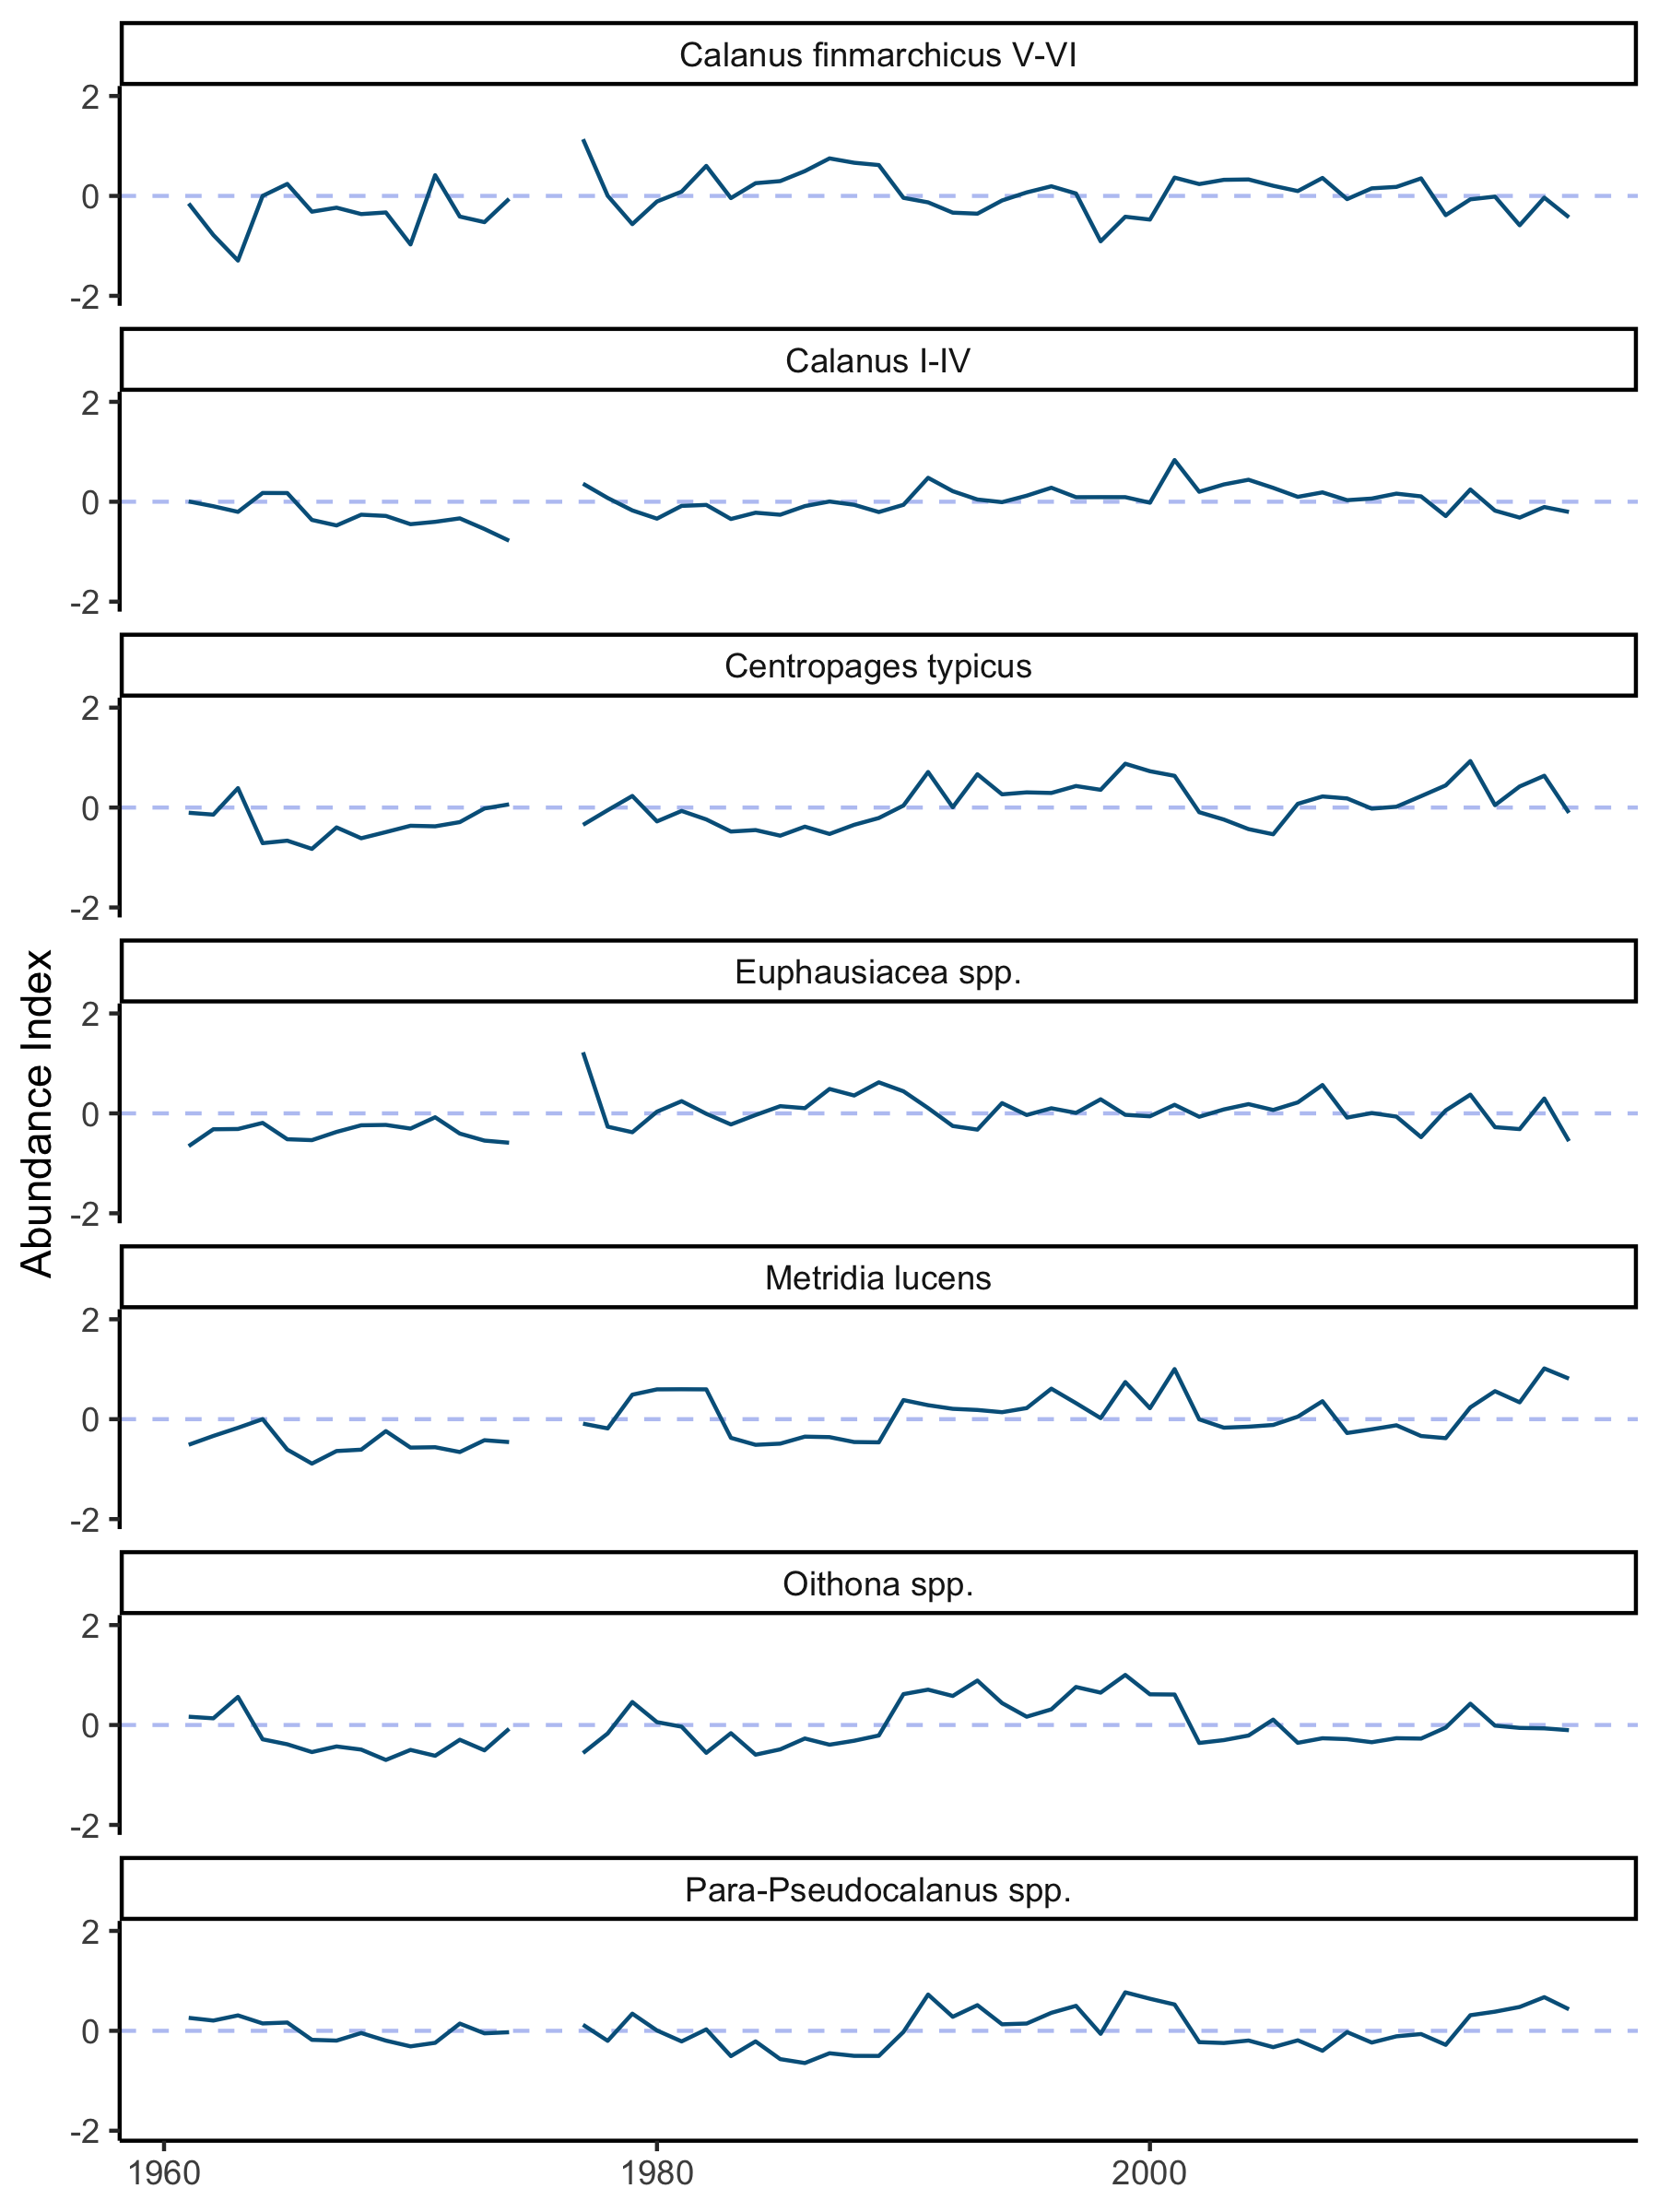 Calanus finmarchicus V-VI
2
0
-2
Calanus I-IV
2
0
-2
Centropages typicus
2
0
-2
Euphausiacea spp.
2
0
-2
Abundance Index
Metridia lucens
2
0
-2
Oithona spp.
2
0
-2
Para-Pseudocalanus spp.
2
0
-2
1960 1980 2000